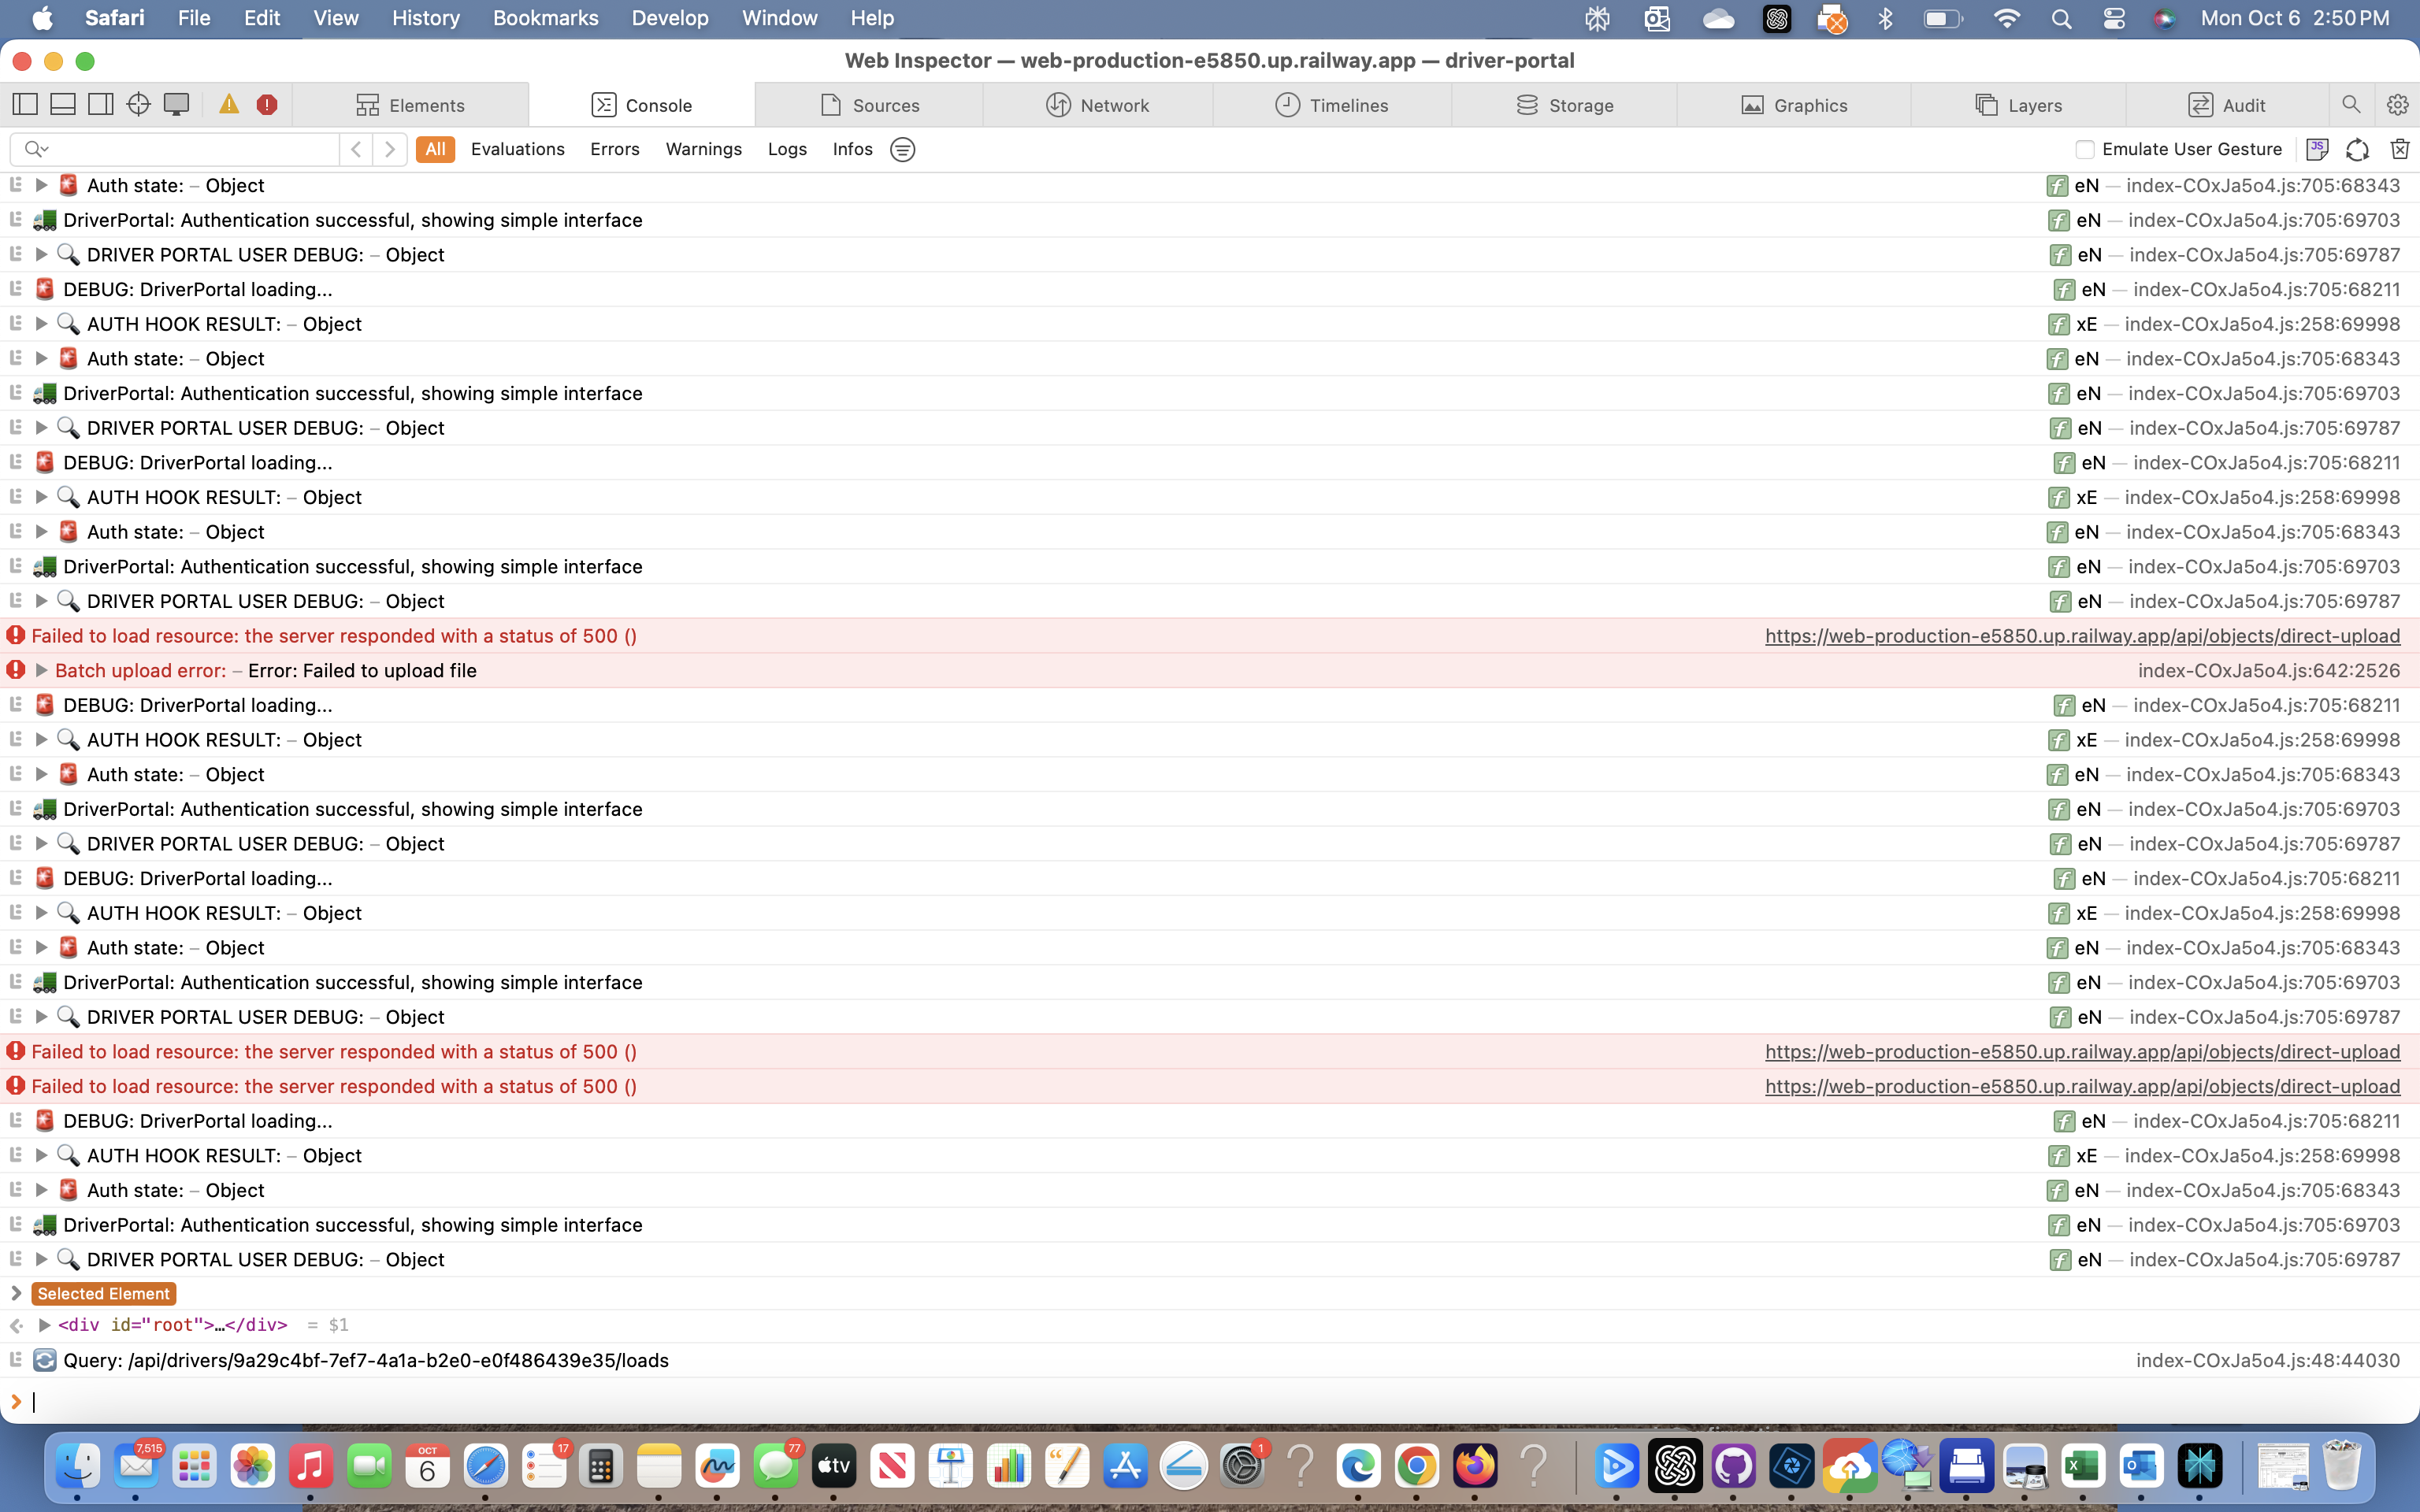 Safari File Edit View History Bookmarks Develop Window Help Mon Oct 6 2:50 PM
Web Inspector — web-production-e5850.up.railway.app — driver-portal
Elements Console Sources Network Timelines Storage Graphics Layers Audit
All Evaluations Errors Warnings Logs Infos Emulate User Gesture JS
Auth state: – Object f eN — index-COxJa5o4.js:705:68343
DriverPortal: Authentication successful, showing simple interface f eN — index-COxJa5o4.js:705:69703
DRIVER PORTAL USER DEBUG: – Object f eN — index-COxJa5o4.js:705:69787
DEBUG: DriverPortal loading... f eN — index-COxJa5o4.js:705:68211
AUTH HOOK RESULT: – Object f xE — index-COxJa5o4.js:258:69998
Auth state: – Object f eN — index-COxJa5o4.js:705:68343
DriverPortal: Authentication successful, showing simple interface f eN — index-COxJa5o4.js:705:69703
DRIVER PORTAL USER DEBUG: – Object f eN — index-COxJa5o4.js:705:69787
DEBUG: DriverPortal loading... f eN — index-COxJa5o4.js:705:68211
AUTH HOOK RESULT: – Object f xE — index-COxJa5o4.js:258:69998
Auth state: – Object f eN — index-COxJa5o4.js:705:68343
DriverPortal: Authentication successful, showing simple interface f eN — index-COxJa5o4.js:705:69703
DRIVER PORTAL USER DEBUG: – Object f eN — index-COxJa5o4.js:705:69787
Failed to load resource: the server responded with a status of 500 () https://web-production-e5850.up.railway.app/api/objects/direct-upload
Batch upload error: – Error: Failed to upload file index-COxJa5o4.js:642:2526
DEBUG: DriverPortal loading... f eN — index-COxJa5o4.js:705:68211
AUTH HOOK RESULT: – Object f xE — index-COxJa5o4.js:258:69998
Auth state: – Object f eN — index-COxJa5o4.js:705:68343
DriverPortal: Authentication successful, showing simple interface f eN — index-COxJa5o4.js:705:69703
DRIVER PORTAL USER DEBUG: – Object f eN — index-COxJa5o4.js:705:69787
DEBUG: DriverPortal loading... f eN — index-COxJa5o4.js:705:68211
AUTH HOOK RESULT: – Object f xE — index-COxJa5o4.js:258:69998
Auth state: – Object f eN — index-COxJa5o4.js:705:68343
DriverPortal: Authentication successful, showing simple interface f eN — index-COxJa5o4.js:705:69703
DRIVER PORTAL USER DEBUG: – Object f eN — index-COxJa5o4.js:705:69787
Failed to load resource: the server responded with a status of 500 () https://web-production-e5850.up.railway.app/api/objects/direct-upload
Failed to load resource: the server responded with a status of 500 () https://web-production-e5850.up.railway.app/api/objects/direct-upload
DEBUG: DriverPortal loading... f eN — index-COxJa5o4.js:705:68211
AUTH HOOK RESULT: – Object f xE — index-COxJa5o4.js:258:69998
Auth state: – Object f eN — index-COxJa5o4.js:705:68343
DriverPortal: Authentication successful, showing simple interface f eN — index-COxJa5o4.js:705:69703
DRIVER PORTAL USER DEBUG: – Object f eN — index-COxJa5o4.js:705:69787
Selected Element
<div id="root">…</div> = $1
Query: /api/drivers/9a29c4bf-7ef7-4a1a-b2e0-e0f486439e35/loads index-COxJa5o4.js:48:44030
7,515 OCT 6 17 77 tv 1